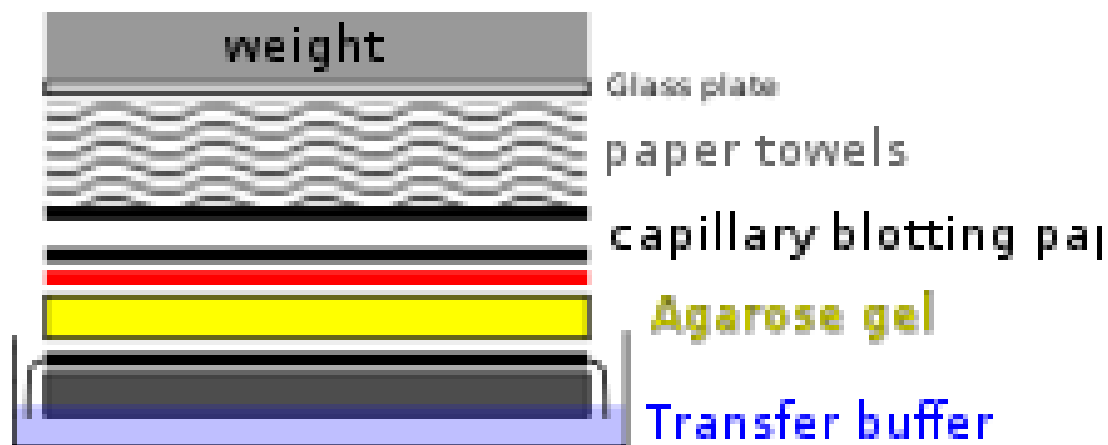 weight
Glass plate
paper towels
capillary blotting pap
Agarose gel
Transfer buffer